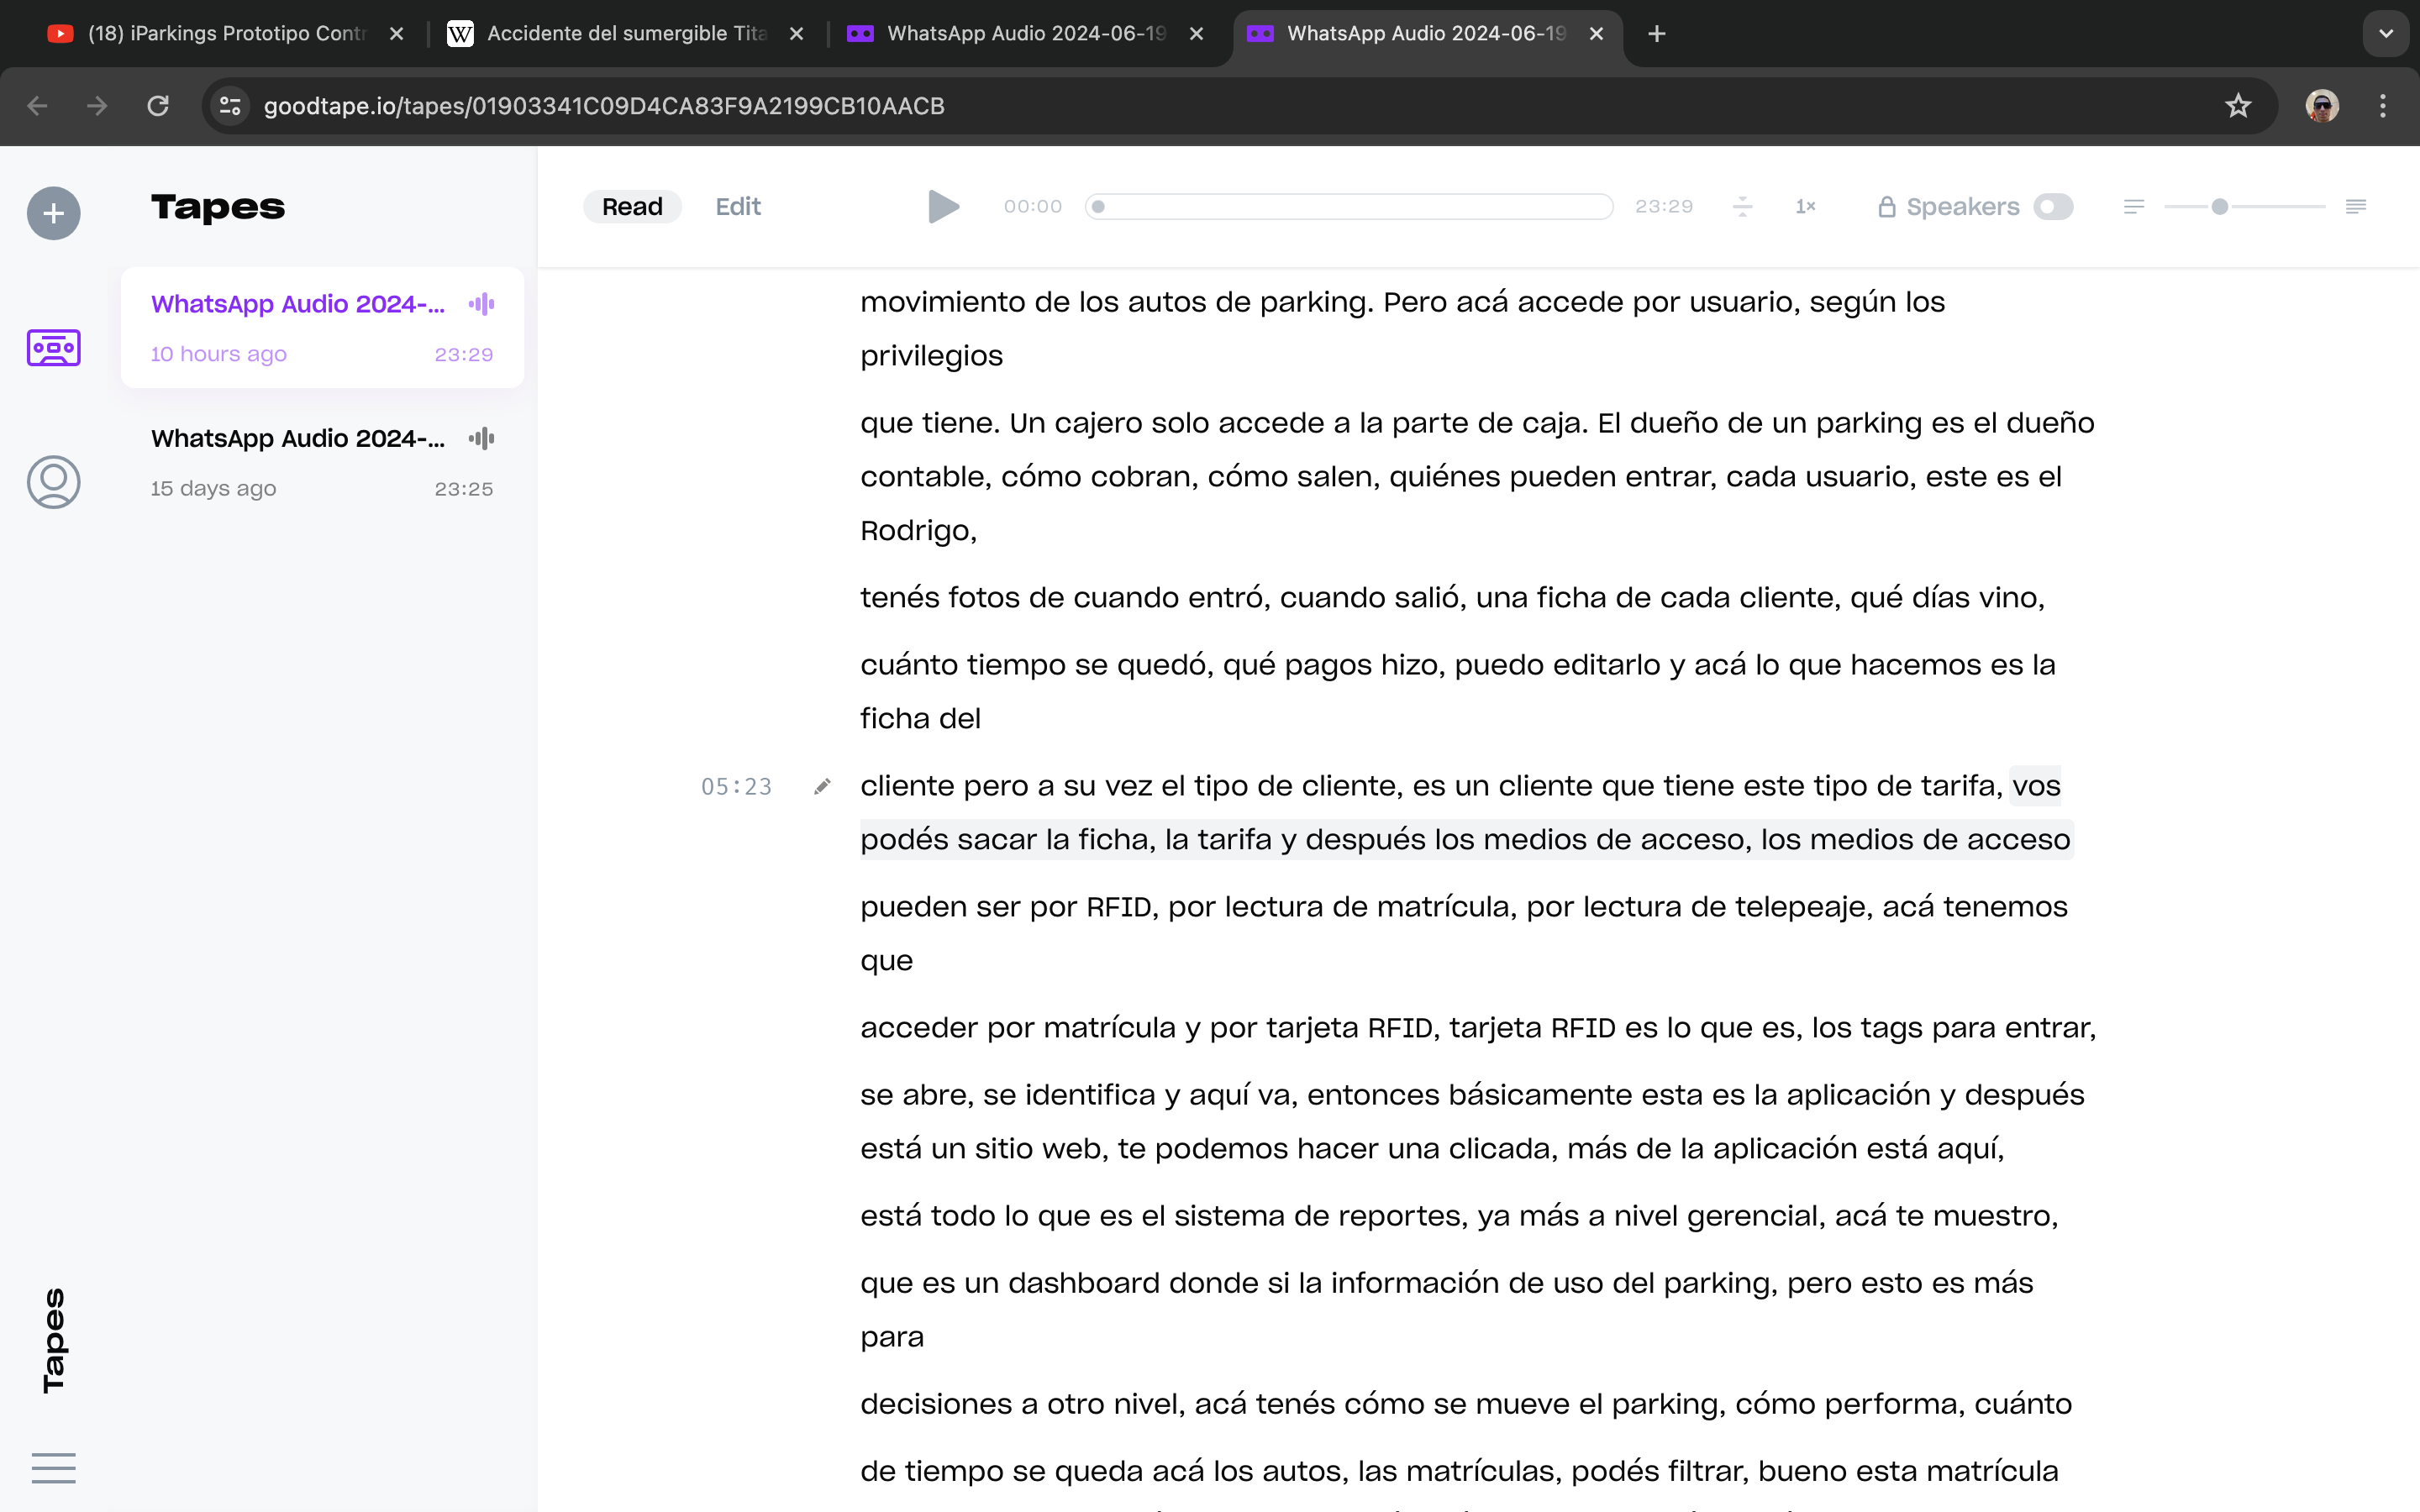 (18) iParkings Prototipo Contr
Accidente del sumergible Tita
WhatsApp Audio 2024-06-19
WhatsApp Audio 2024-06-19
goodtape.io/tapes/01903341C09D4CA83F9A2199CB10AACB
Tapes
WhatsApp Audio 2024-...
10 hours ago 23:29
WhatsApp Audio 2024-...
15 days ago 23:25
Tapes
Read Edit 00:00 23:29 1× Speakers
movimiento de los autos de parking. Pero acá accede por usuario, según los
privilegios
que tiene. Un cajero solo accede a la parte de caja. El dueño de un parking es el dueño
contable, cómo cobran, cómo salen, quiénes pueden entrar, cada usuario, este es el
Rodrigo,
tenés fotos de cuando entró, cuando salió, una ficha de cada cliente, qué días vino,
cuánto tiempo se quedó, qué pagos hizo, puedo editarlo y acá lo que hacemos es la
ficha del
05:23 cliente pero a su vez el tipo de cliente, es un cliente que tiene este tipo de tarifa, vos
podés sacar la ficha, la tarifa y después los medios de acceso, los medios de acceso
pueden ser por RFID, por lectura de matrícula, por lectura de telepeaje, acá tenemos
que
acceder por matrícula y por tarjeta RFID, tarjeta RFID es lo que es, los tags para entrar,
se abre, se identifica y aquí va, entonces básicamente esta es la aplicación y después
está un sitio web, te podemos hacer una clicada, más de la aplicación está aquí,
está todo lo que es el sistema de reportes, ya más a nivel gerencial, acá te muestro,
que es un dashboard donde si la información de uso del parking, pero esto es más
para
decisiones a otro nivel, acá tenés cómo se mueve el parking, cómo performa, cuánto
de tiempo se queda acá los autos, las matrículas, podés filtrar, bueno esta matrícula